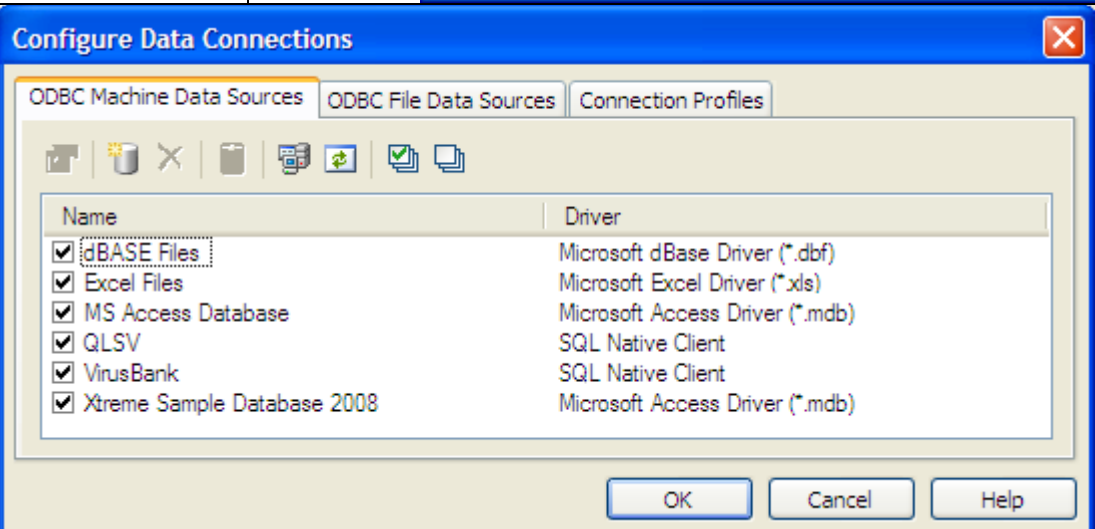 Configure Data Connections
ODBC Machine Data Sources ODBC File Data Sources Connection Profiles
Name Driver
dBASE Files Microsoft dBase Driver (*.dbf)
Excel Files Microsoft Excel Driver (*.xls)
MS Access Database Microsoft Access Driver (*.mdb)
QLSV SQL Native Client
VirusBank SQL Native Client
Xtreme Sample Database 2008 Microsoft Access Driver (*.mdb)
OK Cancel Help